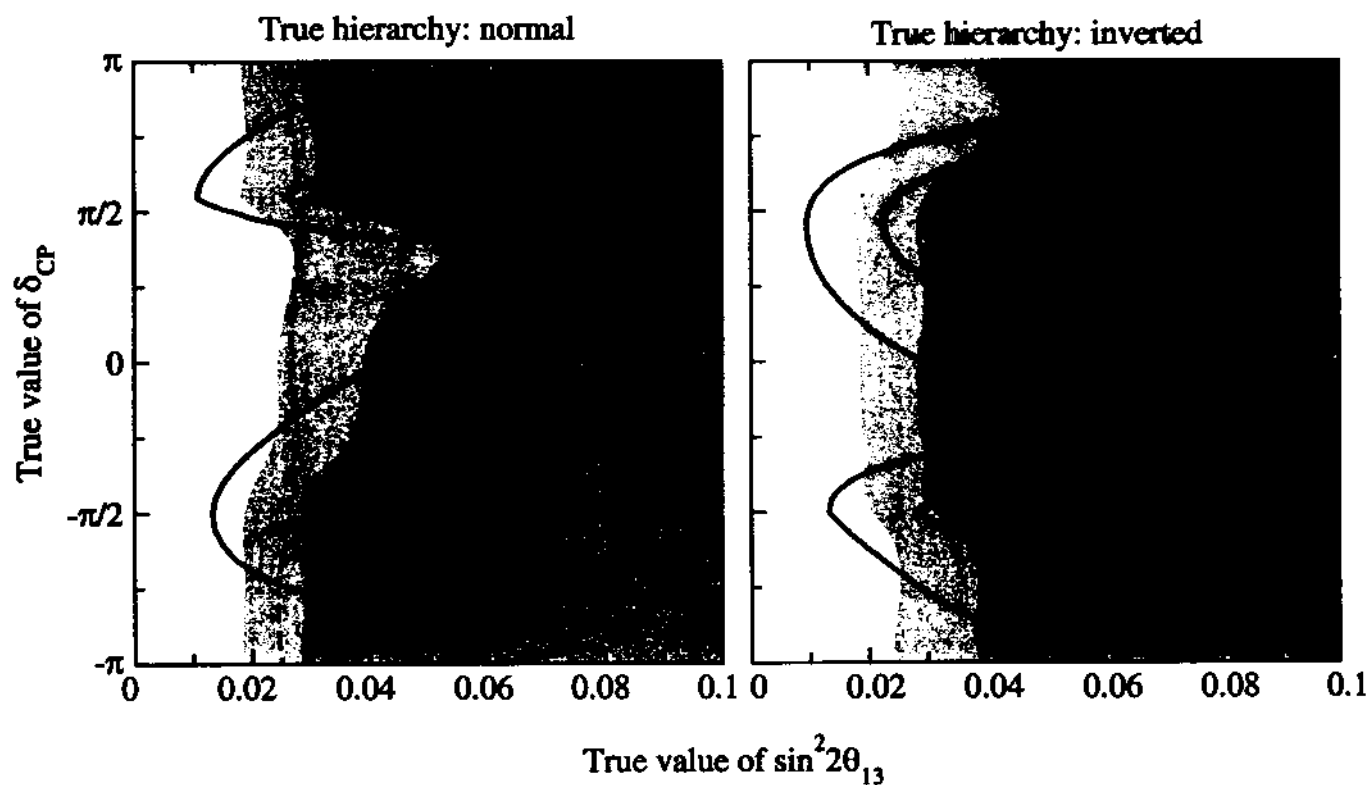 True hierarchy: normal
True hierarchy: inverted
True value of δCP
π
π/2
0
-π/2
-π
0 0.02 0.04 0.06 0.08 0.1
0 0.02 0.04 0.06 0.08 0.1
True value of sin²2θ₁₃